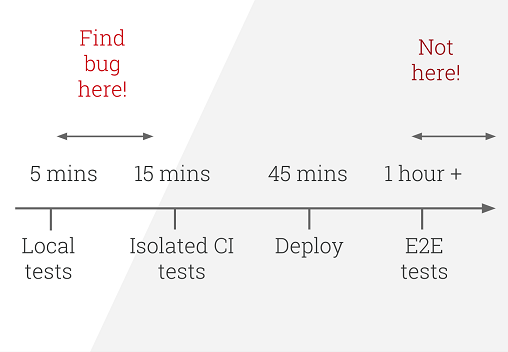 Find
bug
here!
Not
here!
5 mins
15 mins
45 mins
1 hour +
Local
tests
Isolated CI
tests
Deploy
E2E
tests